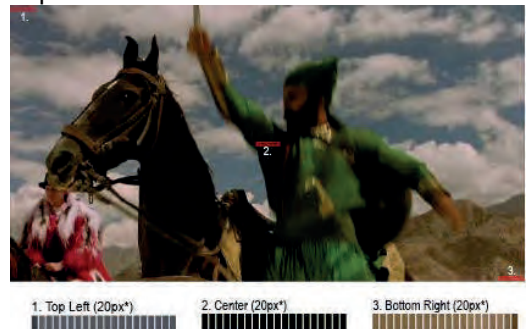 1.
2.
3.
1. Top Left (20px*)
2. Center (20px*)
3. Bottom Right (20px*)